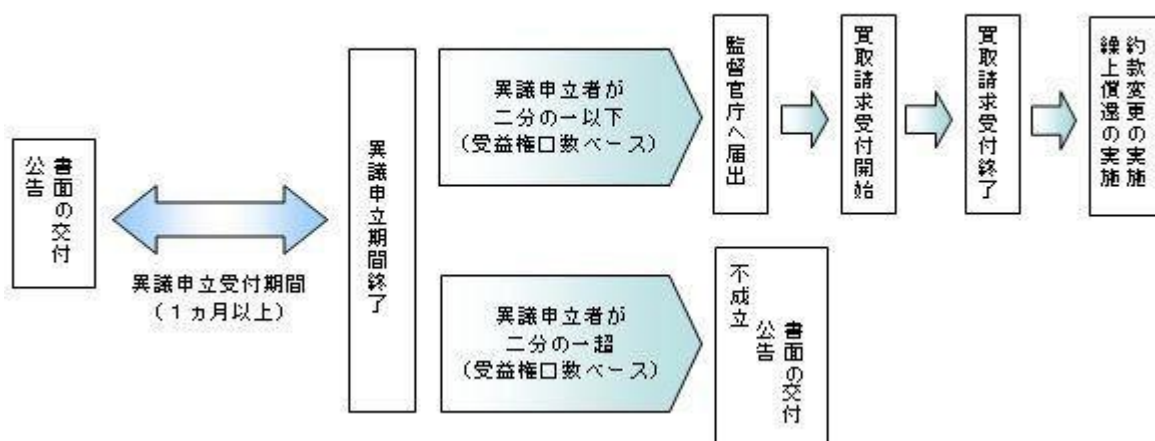 書面の交付
公告
異議申立受付期間
(1ヵ月以上)
異議申立期間終了
異議申立者が
二分の一以下
(受益権口数ベース)
監督官庁へ届出
買取請求受付開始
買取請求受付終了
約款変更の実施
繰上償還の実施
異議申立者が
二分の一超
(受益権口数ベース)
不成立
書面の交付
公告